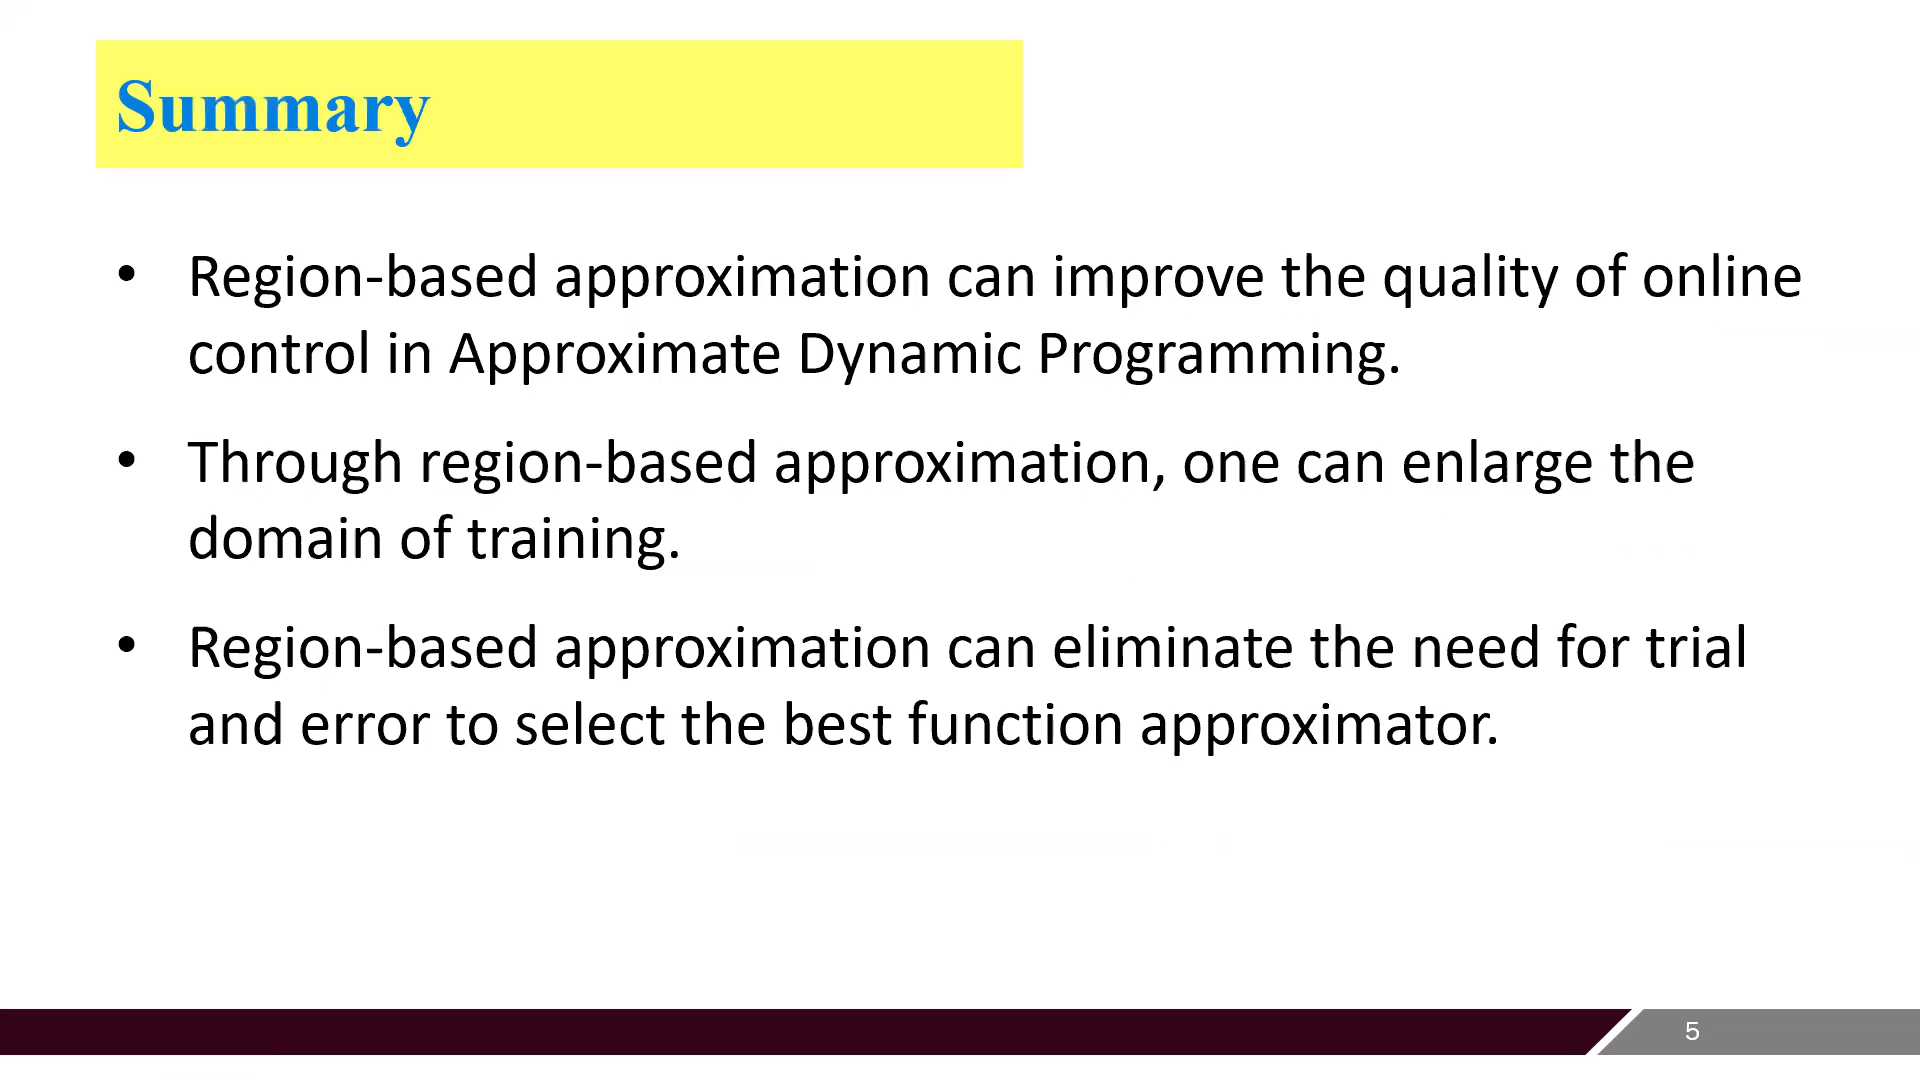 Summary
• Region-based approximation can improve the quality of online
control in Approximate Dynamic Programming.
• Through region-based approximation, one can enlarge the
domain of training.
• Region-based approximation can eliminate the need for trial
and error to select the best function approximator.
5